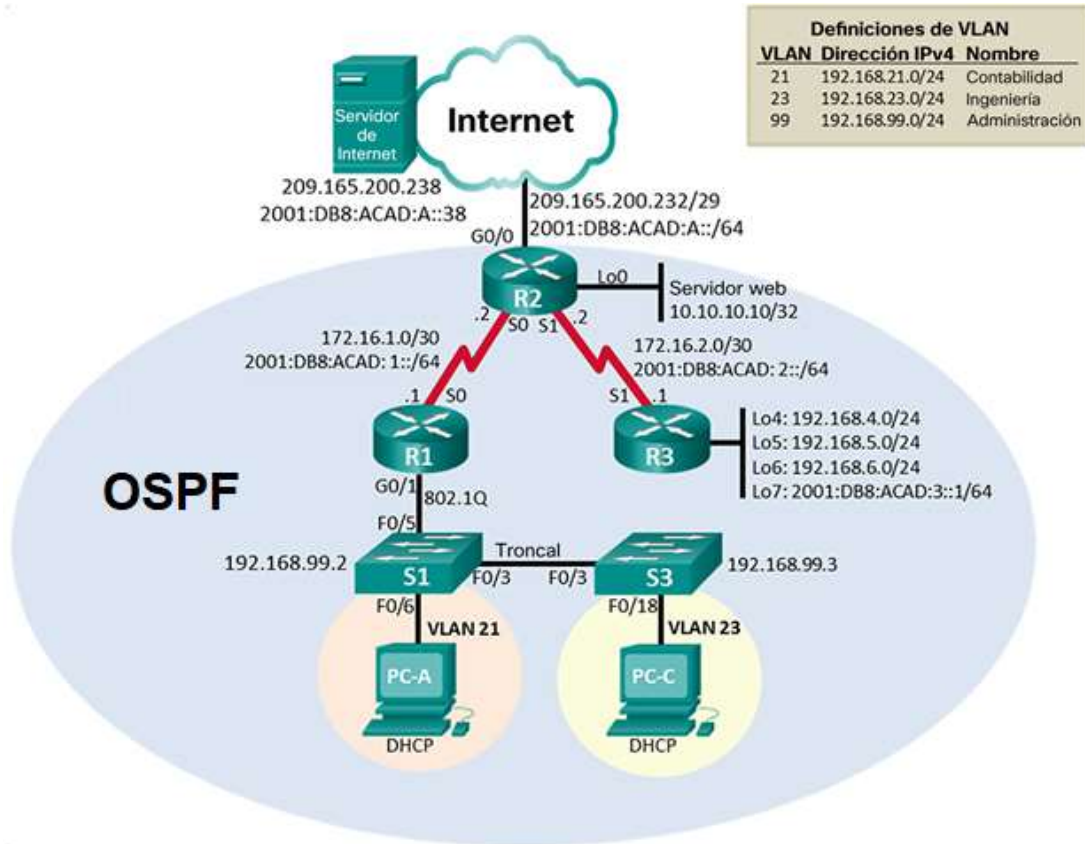 Definiciones de VLAN
VLAN Dirección IPv4 Nombre
21 192.168.21.0/24 Contabilidad
23 192.168.23.0/24 Ingeniería
99 192.168.99.0/24 Administración
Servidor
de
Internet
Internet
209.165.200.238
2001:DB8:ACAD:A::38
209.165.200.232/29
2001:DB8:ACAD:A::/64
G0/0
R2
Lo0
Servidor web
10.10.10.10/32
.2
S0
S1
.2
172.16.1.0/30
2001:DB8:ACAD: 1::/64
172.16.2.0/30
2001:DB8:ACAD: 2::/64
.1
S0
S1
.1
R1
R3
Lo4: 192.168.4.0/24
Lo5: 192.168.5.0/24
Lo6: 192.168.6.0/24
Lo7: 2001:DB8:ACAD:3::1/64
OSPF
G0/1
802.1Q
F0/5
192.168.99.2
S1
Troncal
F0/3
F0/3
S3
192.168.99.3
F0/6
F0/18
VLAN 21
VLAN 23
PC-A
PC-C
DHCP
DHCP